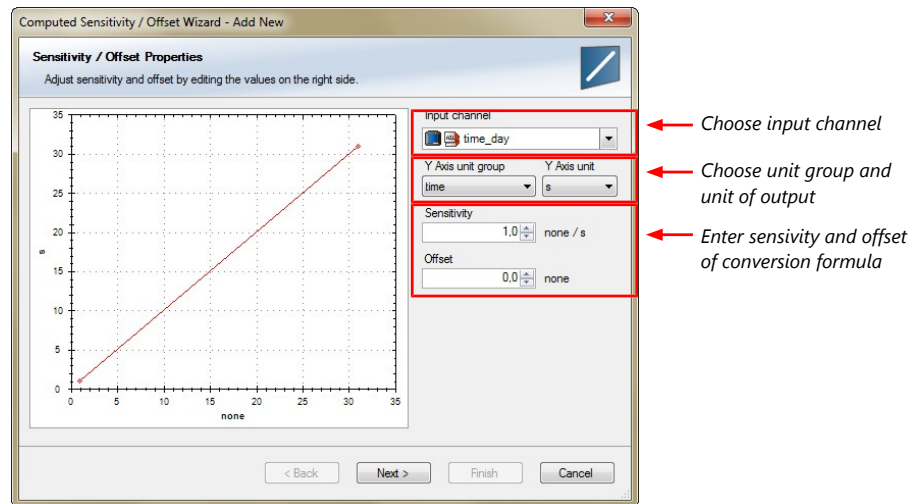 Computed Sensitivity / Offset Wizard - Add New
Sensitivity / Offset Properties
Adjust sensitivity and offset by editing the values on the right side.
35
30
25
20
15
10
5
0
s
0 5 10 15 20 25 30 35
none
Input channel
time_day
Y Axis unit group Y Axis unit
time s
Sensitivity
1,0 none / s
Offset
0,0 none
Choose input channel
Choose unit group and
unit of output
Enter sensivity and offset
of conversion formula
< Back Next > Finish Cancel